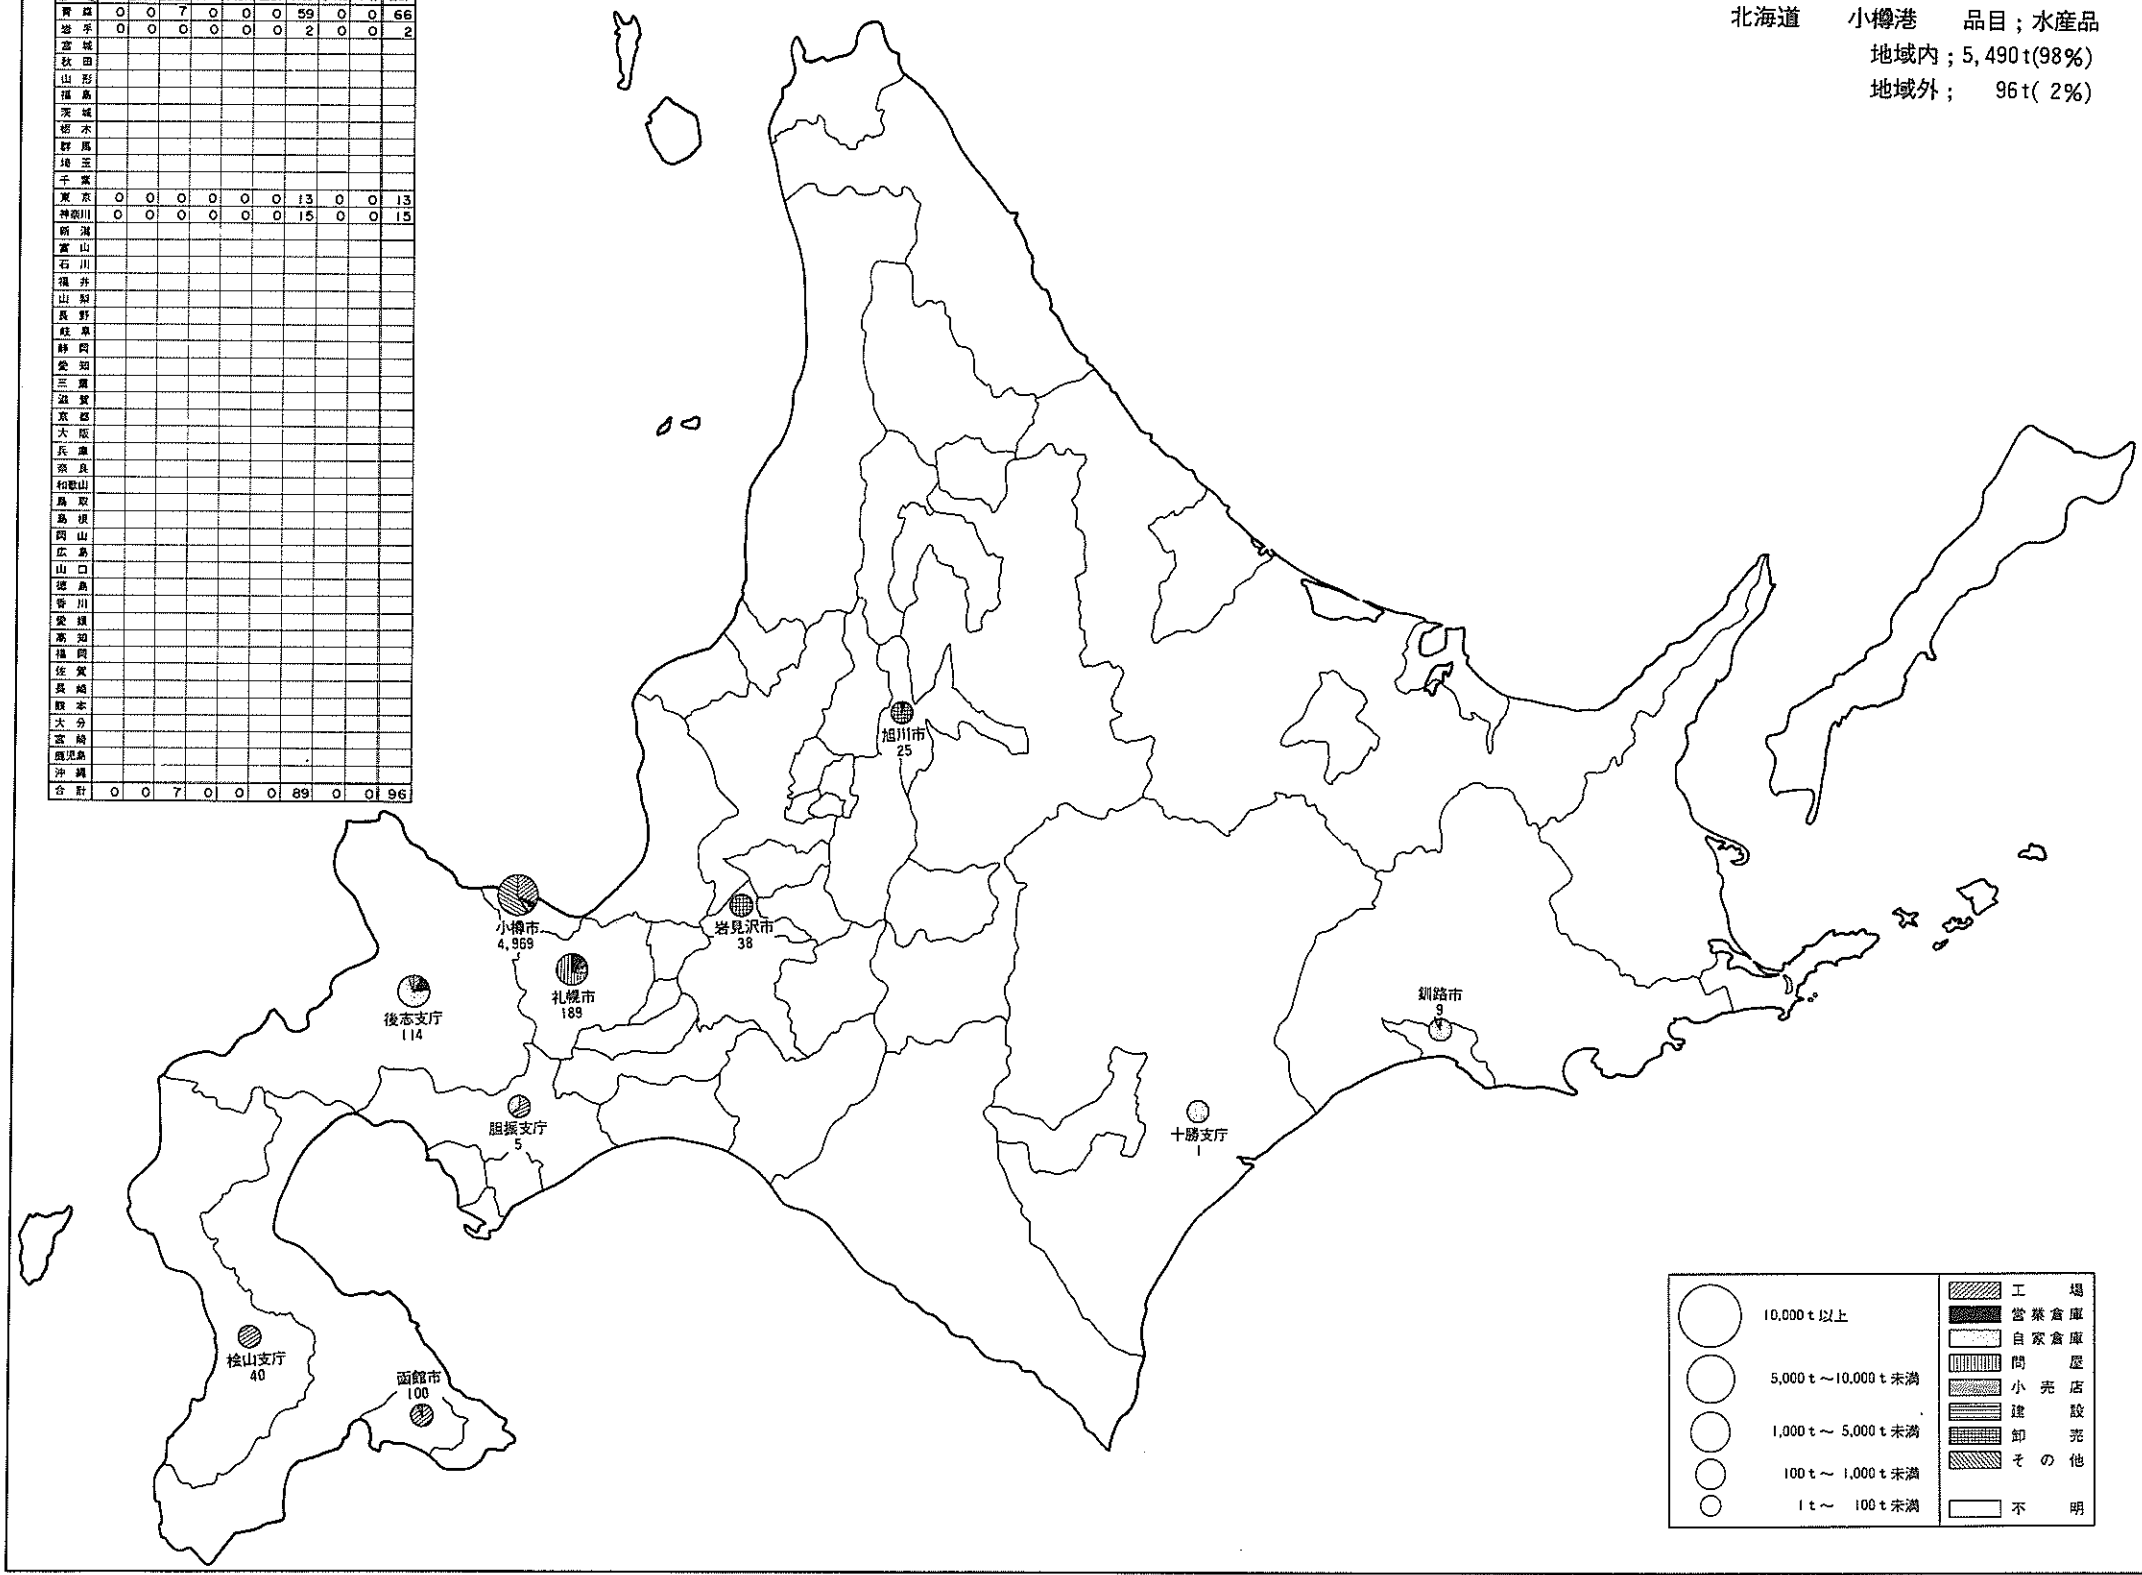 北海道 小樽港 品目；水産品
地域内；5,490t(98%)
地域外； 96t( 2%)
青森 0 0 7 0 0 0 59 0 0 66
岩手 0 0 0 0 0 0 2 0 0 2
宮城
秋田
山形
福島
茨城
栃木
群馬
埼玉
千葉
東京 0 0 0 0 0 0 13 0 0 13
神奈川 0 0 0 0 0 0 15 0 0 15
新潟
富山
石川
福井
山梨
長野
岐阜
静岡
愛知
三重
滋賀
京都
大阪
兵庫
奈良
和歌山
鳥取
島根
岡山
広島
山口
徳島
香川
愛媛
高知
福岡
佐賀
長崎
熊本
大分
宮崎
鹿児島
沖縄
合計 0 0 7 0 0 0 89 0 0 96
旭川市
25
小樽市
4,969
岩見沢市
38
札幌市
189
後志支庁
114
釧路市
9
胆振支庁
5
十勝支庁
1
桧山支庁
40
函館市
100
10,000t以上
5,000t～10,000t未満
1,000t～5,000t未満
100t～1,000t未満
1t～100t未満
工場
営業倉庫
自家倉庫
問屋
小売店
建設
卸売
その他
不明